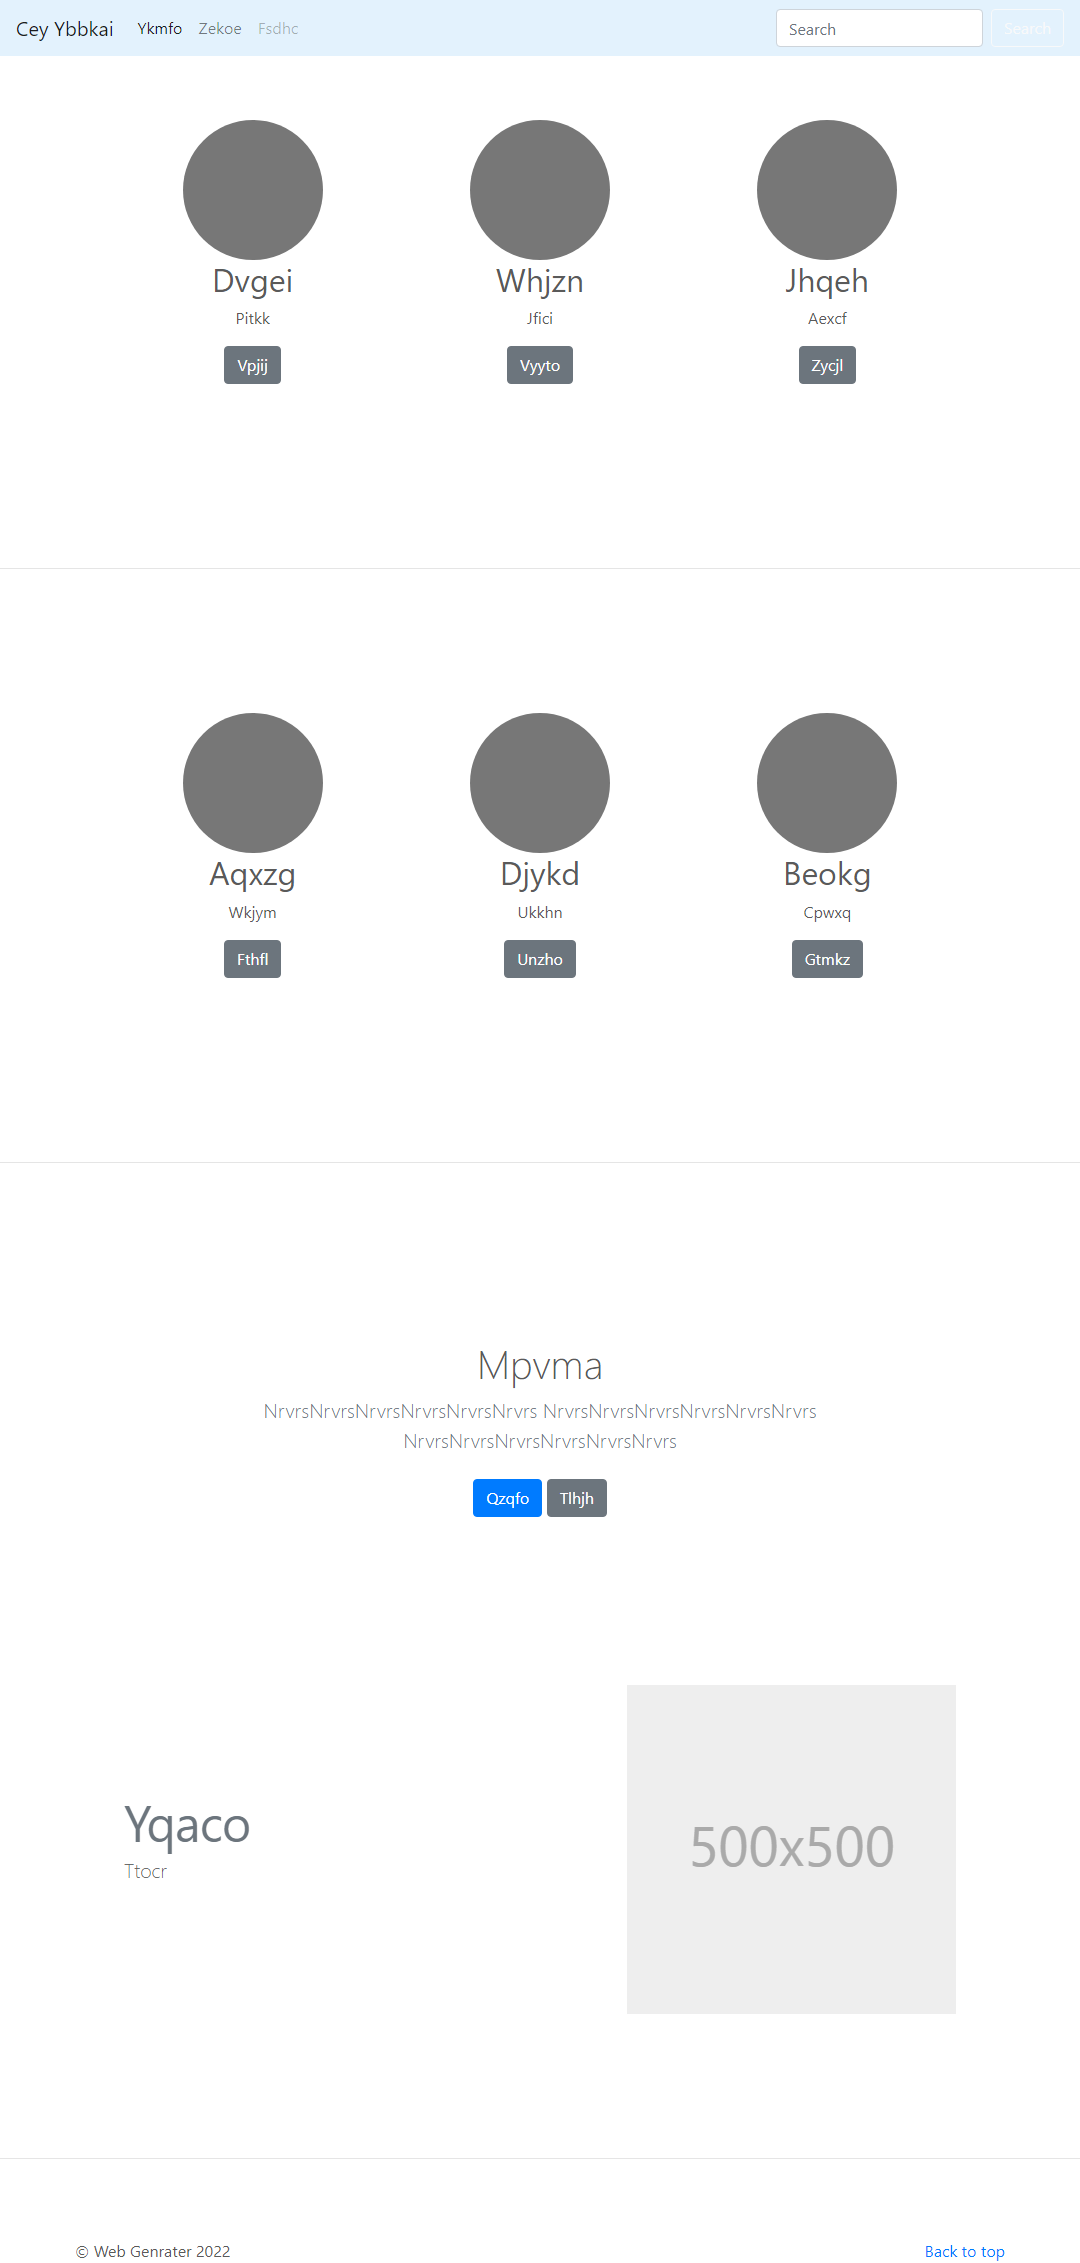 Cey Ybbkai Ykmfo Zekoe Fsdhc Search Search
Dvgei Whjzn Jhqeh
Pitkk Jfici Aexcf
Vpjij Vyyto Zycjl
Aqxzg Djykd Beokg
Wkjym Ukkhn Cpwxq
Fthfl Unzho Gtmkz
Mpvma
NrvrsNrvrsNrvrsNrvrsNrvrsNrvrs NrvrsNrvrsNrvrsNrvrsNrvrsNrvrs
NrvrsNrvrsNrvrsNrvrsNrvrsNrvrs
Qzqfo Tlhjh
Yqaco
Ttocr
500x500
© Web Genrater 2022 Back to top